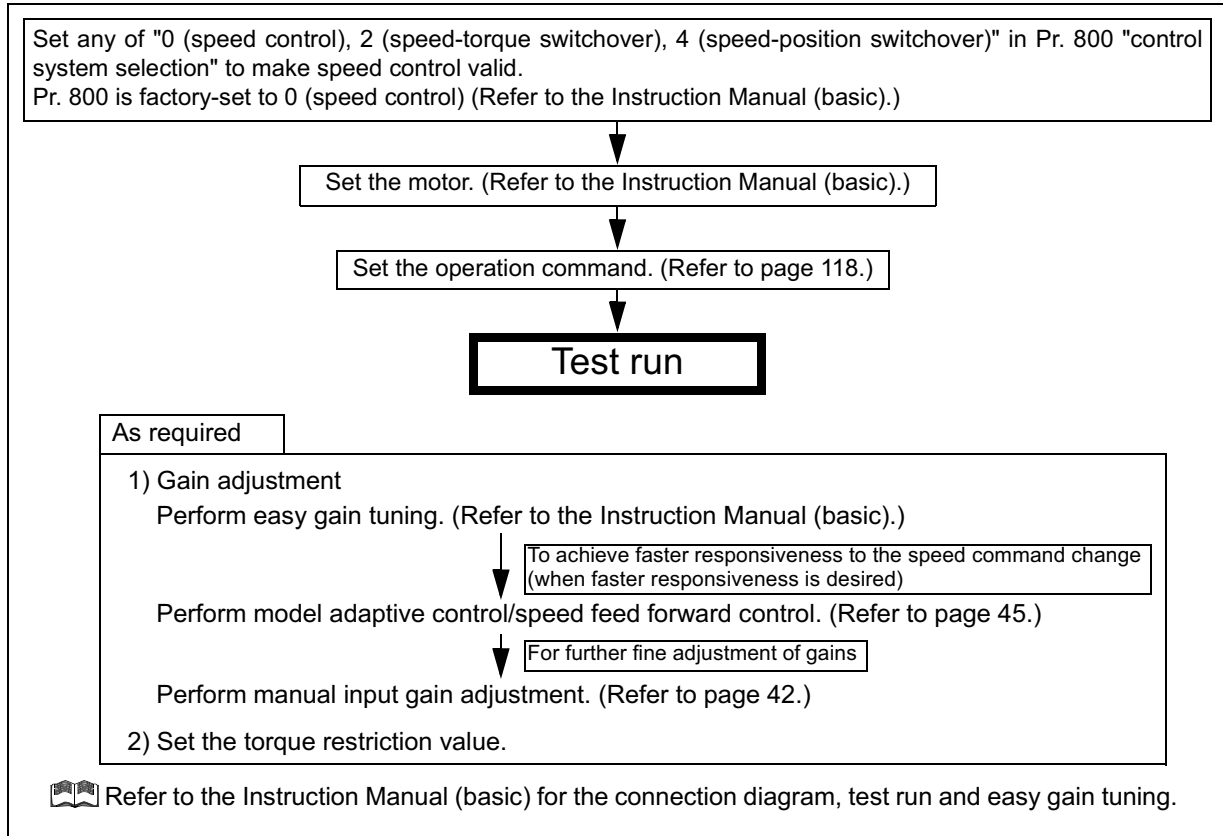 Set any of "0 (speed control), 2 (speed-torque switchover), 4 (speed-position switchover)" in Pr. 800 "control
system selection" to make speed control valid.
Pr. 800 is factory-set to 0 (speed control) (Refer to the Instruction Manual (basic).)
Set the motor. (Refer to the Instruction Manual (basic).)
Set the operation command. (Refer to page 118.)
Test run
As required
1) Gain adjustment
Perform easy gain tuning. (Refer to the Instruction Manual (basic).)
To achieve faster responsiveness to the speed command change
(when faster responsiveness is desired)
Perform model adaptive control/speed feed forward control. (Refer to page 45.)
For further fine adjustment of gains
Perform manual input gain adjustment. (Refer to page 42.)
2) Set the torque restriction value.
Refer to the Instruction Manual (basic) for the connection diagram, test run and easy gain tuning.